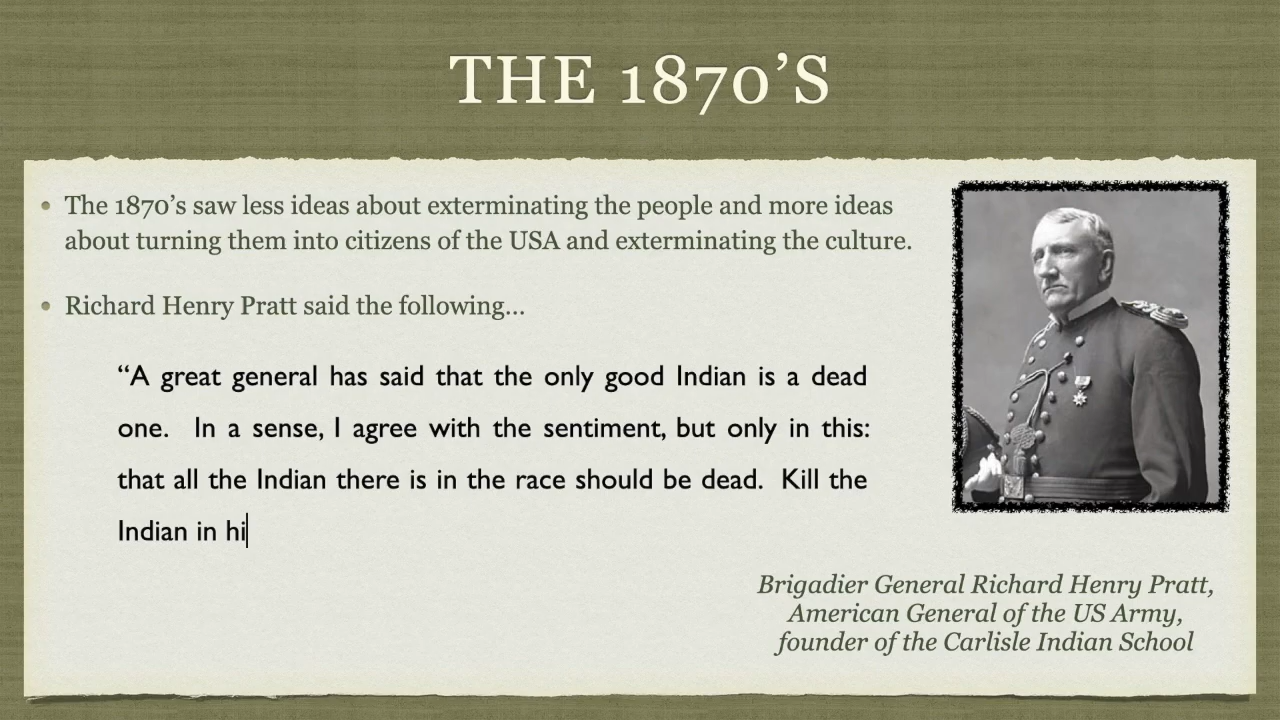 THE 1870’S
• The 1870’s saw less ideas about exterminating the people and more ideas
about turning them into citizens of the USA and exterminating the culture.
• Richard Henry Pratt said the following…
“A great general has said that the only good Indian is a dead
one.  In a sense, I agree with the sentiment, but only in this:
that all the Indian there is in the race should be dead.  Kill the
Indian in hi
Brigadier General Richard Henry Pratt,
American General of the US Army,
founder of the Carlisle Indian School